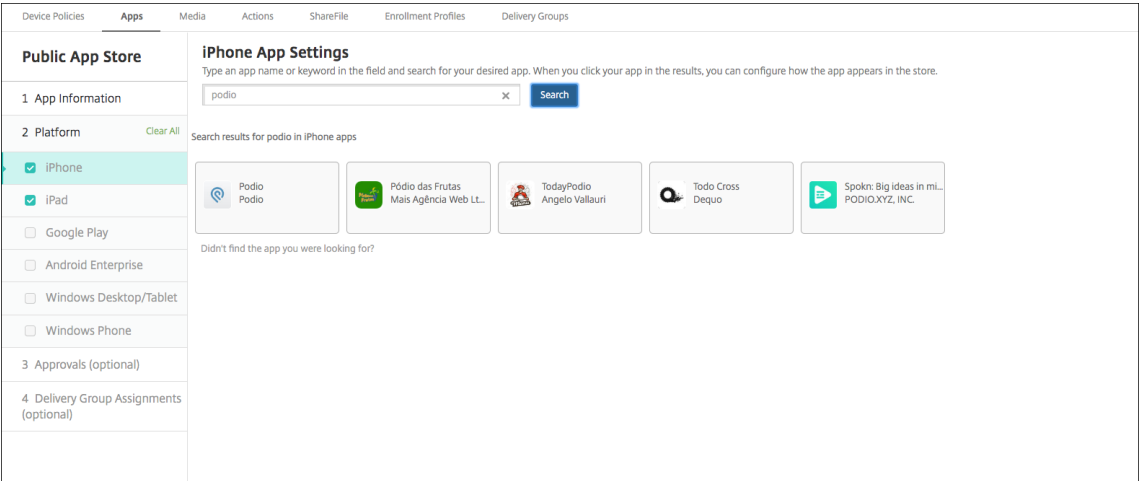 Device Policies Apps Media Actions ShareFile Enrollment Profiles Delivery Groups
Public App Store
1 App Information
2 Platform Clear All
iPhone
iPad
Google Play
Android Enterprise
Windows Desktop/Tablet
Windows Phone
3 Approvals (optional)
4 Delivery Group Assignments
(optional)
iPhone App Settings
Type an app name or keyword in the field and search for your desired app. When you click your app in the results, you can configure how the app appears in the store.
podio Search
Search results for podio in iPhone apps
Podio
Podio
Pódio das Frutas
Mais Agência Web Lt...
TodayPodio
Angelo Vallauri
Todo Cross
Dequo
Spokn: Big ideas in mi...
PODIO.XYZ, INC.
Didn't find the app you were looking for?